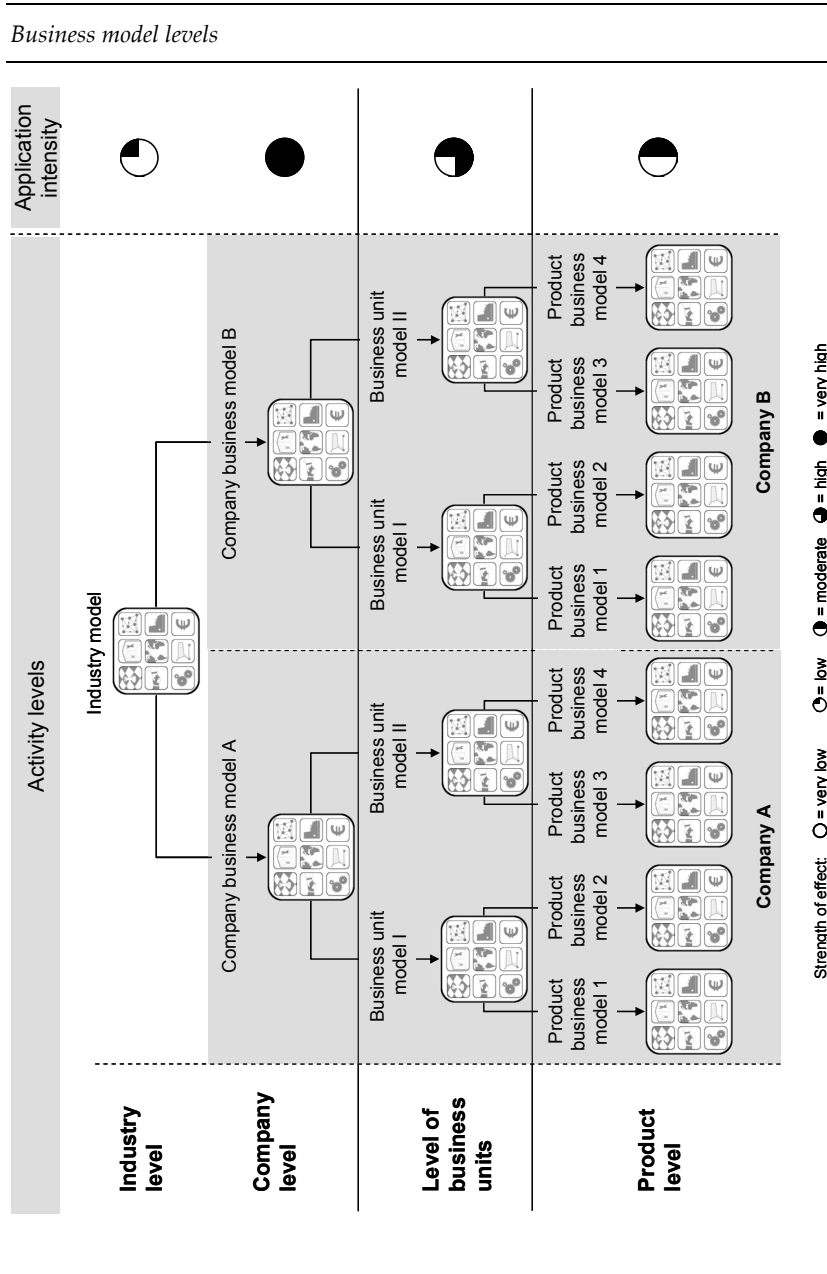 Business model levels
Activity levels
Application
intensity
Industry
level
Industry model
Company
level
Company business model A
Company business model B
Level of
business
units
Business unit
model I
Business unit
model II
Business unit
model I
Business unit
model II
Product
level
Product
business
model 1
Product
business
model 2
Product
business
model 3
Product
business
model 4
Product
business
model 1
Product
business
model 2
Product
business
model 3
Product
business
model 4
Company A
Company B
Strength of effect: = very low = low = moderate = high = very high